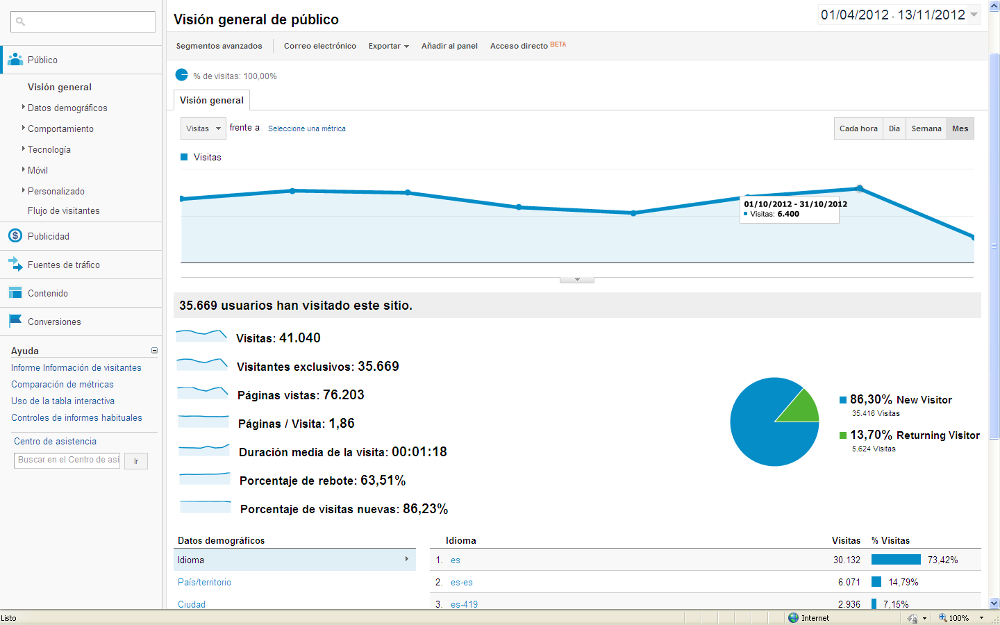 Visión general de público
01/04/2012 - 13/11/2012
Segmentos avanzados
Correo electrónico
Exportar
Añadir al panel
Acceso directo BETA
Público
Visión general
Datos demográficos
Comportamiento
Tecnología
Móvil
Personalizado
Flujo de visitantes
Publicidad
Fuentes de tráfico
Contenido
Conversiones
Ayuda
Informe Información de visitantes
Comparación de métricas
Uso de la tabla interactiva
Controles de informes habituales
Centro de asistencia
Buscar en el Centro de asi
Ir
% de visitas: 100,00%
Visión general
Visitas frente a Seleccione una métrica
Cada hora Día Semana Mes
Visitas
01/10/2012 - 31/10/2012
Visitas: 6.400
35.669 usuarios han visitado este sitio.
Visitas: 41.040
Visitantes exclusivos: 35.669
Páginas vistas: 76.203
Páginas / Visita: 1,86
Duración media de la visita: 00:01:18
Porcentaje de rebote: 63,51%
Porcentaje de visitas nuevas: 86,23%
86,30% New Visitor
35.416 Visitas
13,70% Returning Visitor
5.624 Visitas
Datos demográficos
Idioma
País/territorio
Ciudad
Idioma Visitas % Visitas
1. es 30.132 73,42%
2. es-es 6.071 14,79%
3. es-419 2.936 7,15%
Listo
Internet
100%